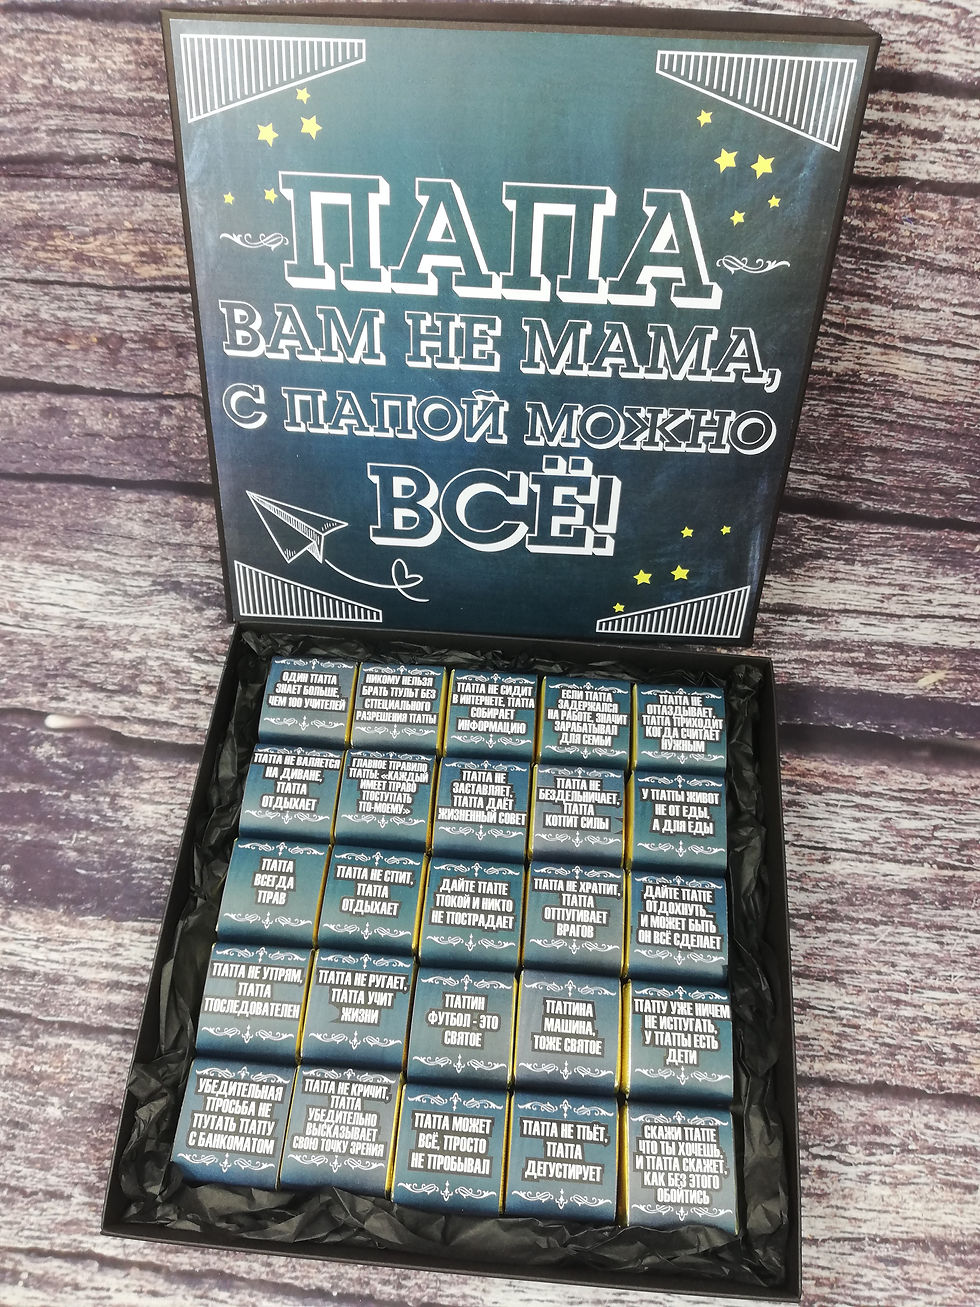 ПАПА
ВАМ НЕ МАМА,
С ПАПОЙ МОЖНО
ВСЁ!
ОДИН ПАПА
ЗНАЕТ БОЛЬШЕ,
ЧЕМ 100 УЧИТЕЛЕЙ
НИКОМУ НЕЛЬЗЯ
БРАТЬ ПУЛЬТ БЕЗ
СПЕЦИАЛЬНОГО
РАЗРЕШЕНИЯ ПАПЫ
ПАПА НЕ СИДИТ
В ИНТЕРНЕТЕ, ПАПА
СОБИРАЕТ
ИНФОРМАЦИЮ
ЕСЛИ ПАПА
ЗАДЕРЖАЛСЯ
НА РАБОТЕ, ЗНАЧИТ
ЗАРАБАТЫВАЛ
ДЛЯ СЕМЬИ
ПАПА НЕ
ОПАЗДЫВАЕТ,
ПАПА ПРИХОДИТ
КОГДА СЧИТАЕТ
НУЖНЫМ
ПАПА НЕ ВАЛЯЕТСЯ
НА ДИВАНЕ,
ПАПА
ОТДЫХАЕТ
ГЛАВНОЕ ПРАВИЛО
ПАПЫ: «КАЖДЫЙ
ИМЕЕТ ПРАВО
ПОСТУПАТЬ
ПО-МОЕМУ»
ПАПА НЕ
ЗАСТАВЛЯЕТ,
ПАПА ДАЁТ
ЖИЗНЕННЫЙ СОВЕТ
ПАПА НЕ
БЕЗДЕЛЬНИЧАЕТ,
ПАПА
КОПИТ СИЛЫ
У ПАПЫ ЖИВОТ
НЕ ОТ ЕДЫ,
А ДЛЯ ЕДЫ
ПАПА
ВСЕГДА
ПРАВ
ПАПА НЕ СПИТ,
ПАПА
ОТДЫХАЕТ
ДАЙТЕ ПАПЕ
ПОКОЙ И НИКТО
НЕ ПОСТРАДАЕТ
ПАПА НЕ ХРАПИТ,
ПАПА
ОТПУГИВАЕТ
ВРАГОВ
ДАЙТЕ ПАПЕ
ОТДОХНУТЬ...
И МОЖЕТ БЫТЬ
ОН ВСЁ СДЕЛАЕТ
ПАПА НЕ УПРЯМ,
ПАПА
ПОСЛЕДОВАТЕЛЕН
ПАПА НЕ РУГАЕТ,
ПАПА УЧИТ
ЖИЗНИ
ПАПИН
ФУТБОЛ - ЭТО
СВЯТОЕ
ПАПИНА
МАШИНА,
ТОЖЕ СВЯТОЕ
ПАПУ УЖЕ НИЧЕМ
НЕ ИСПУГАТЬ,
У ПАПЫ ЕСТЬ
ДЕТИ
УБЕДИТЕЛЬНАЯ
ПРОСЬБА НЕ
ПУТАТЬ ПАПУ
С БАНКОМАТОМ
ПАПА НЕ КРИЧИТ,
ПАПА
УБЕДИТЕЛЬНО
ВЫСКАЗЫВАЕТ
СВОЮ ТОЧКУ ЗРЕНИЯ
ПАПА МОЖЕТ
ВСЁ, ПРОСТО
НЕ ПРОБЫВАЛ
ПАПА НЕ ПЬЁТ,
ПАПА
ДЕГУСТИРУЕТ
СКАЖИ ПАПЕ
ЧТО ТЫ ХОЧЕШЬ,
И ПАПА СКАЖЕТ,
КАК БЕЗ ЭТОГО
ОБОЙТИСЬ